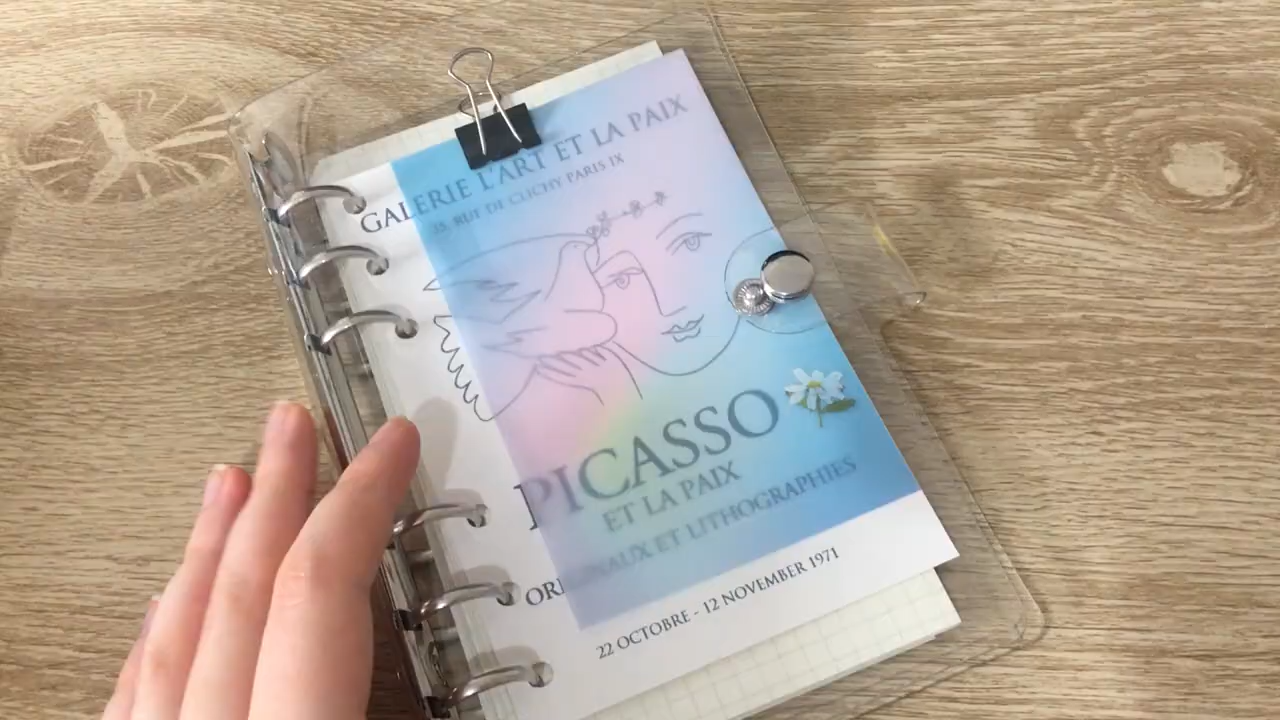 GALERIE L'ART ET LA PAIX
35, RUE DE CLICHY PARIS IX
PICASSO
ET LA PAIX
ORIGINAUX ET LITHOGRAPHIES
22 OCTOBRE - 12 NOVEMBER 1971